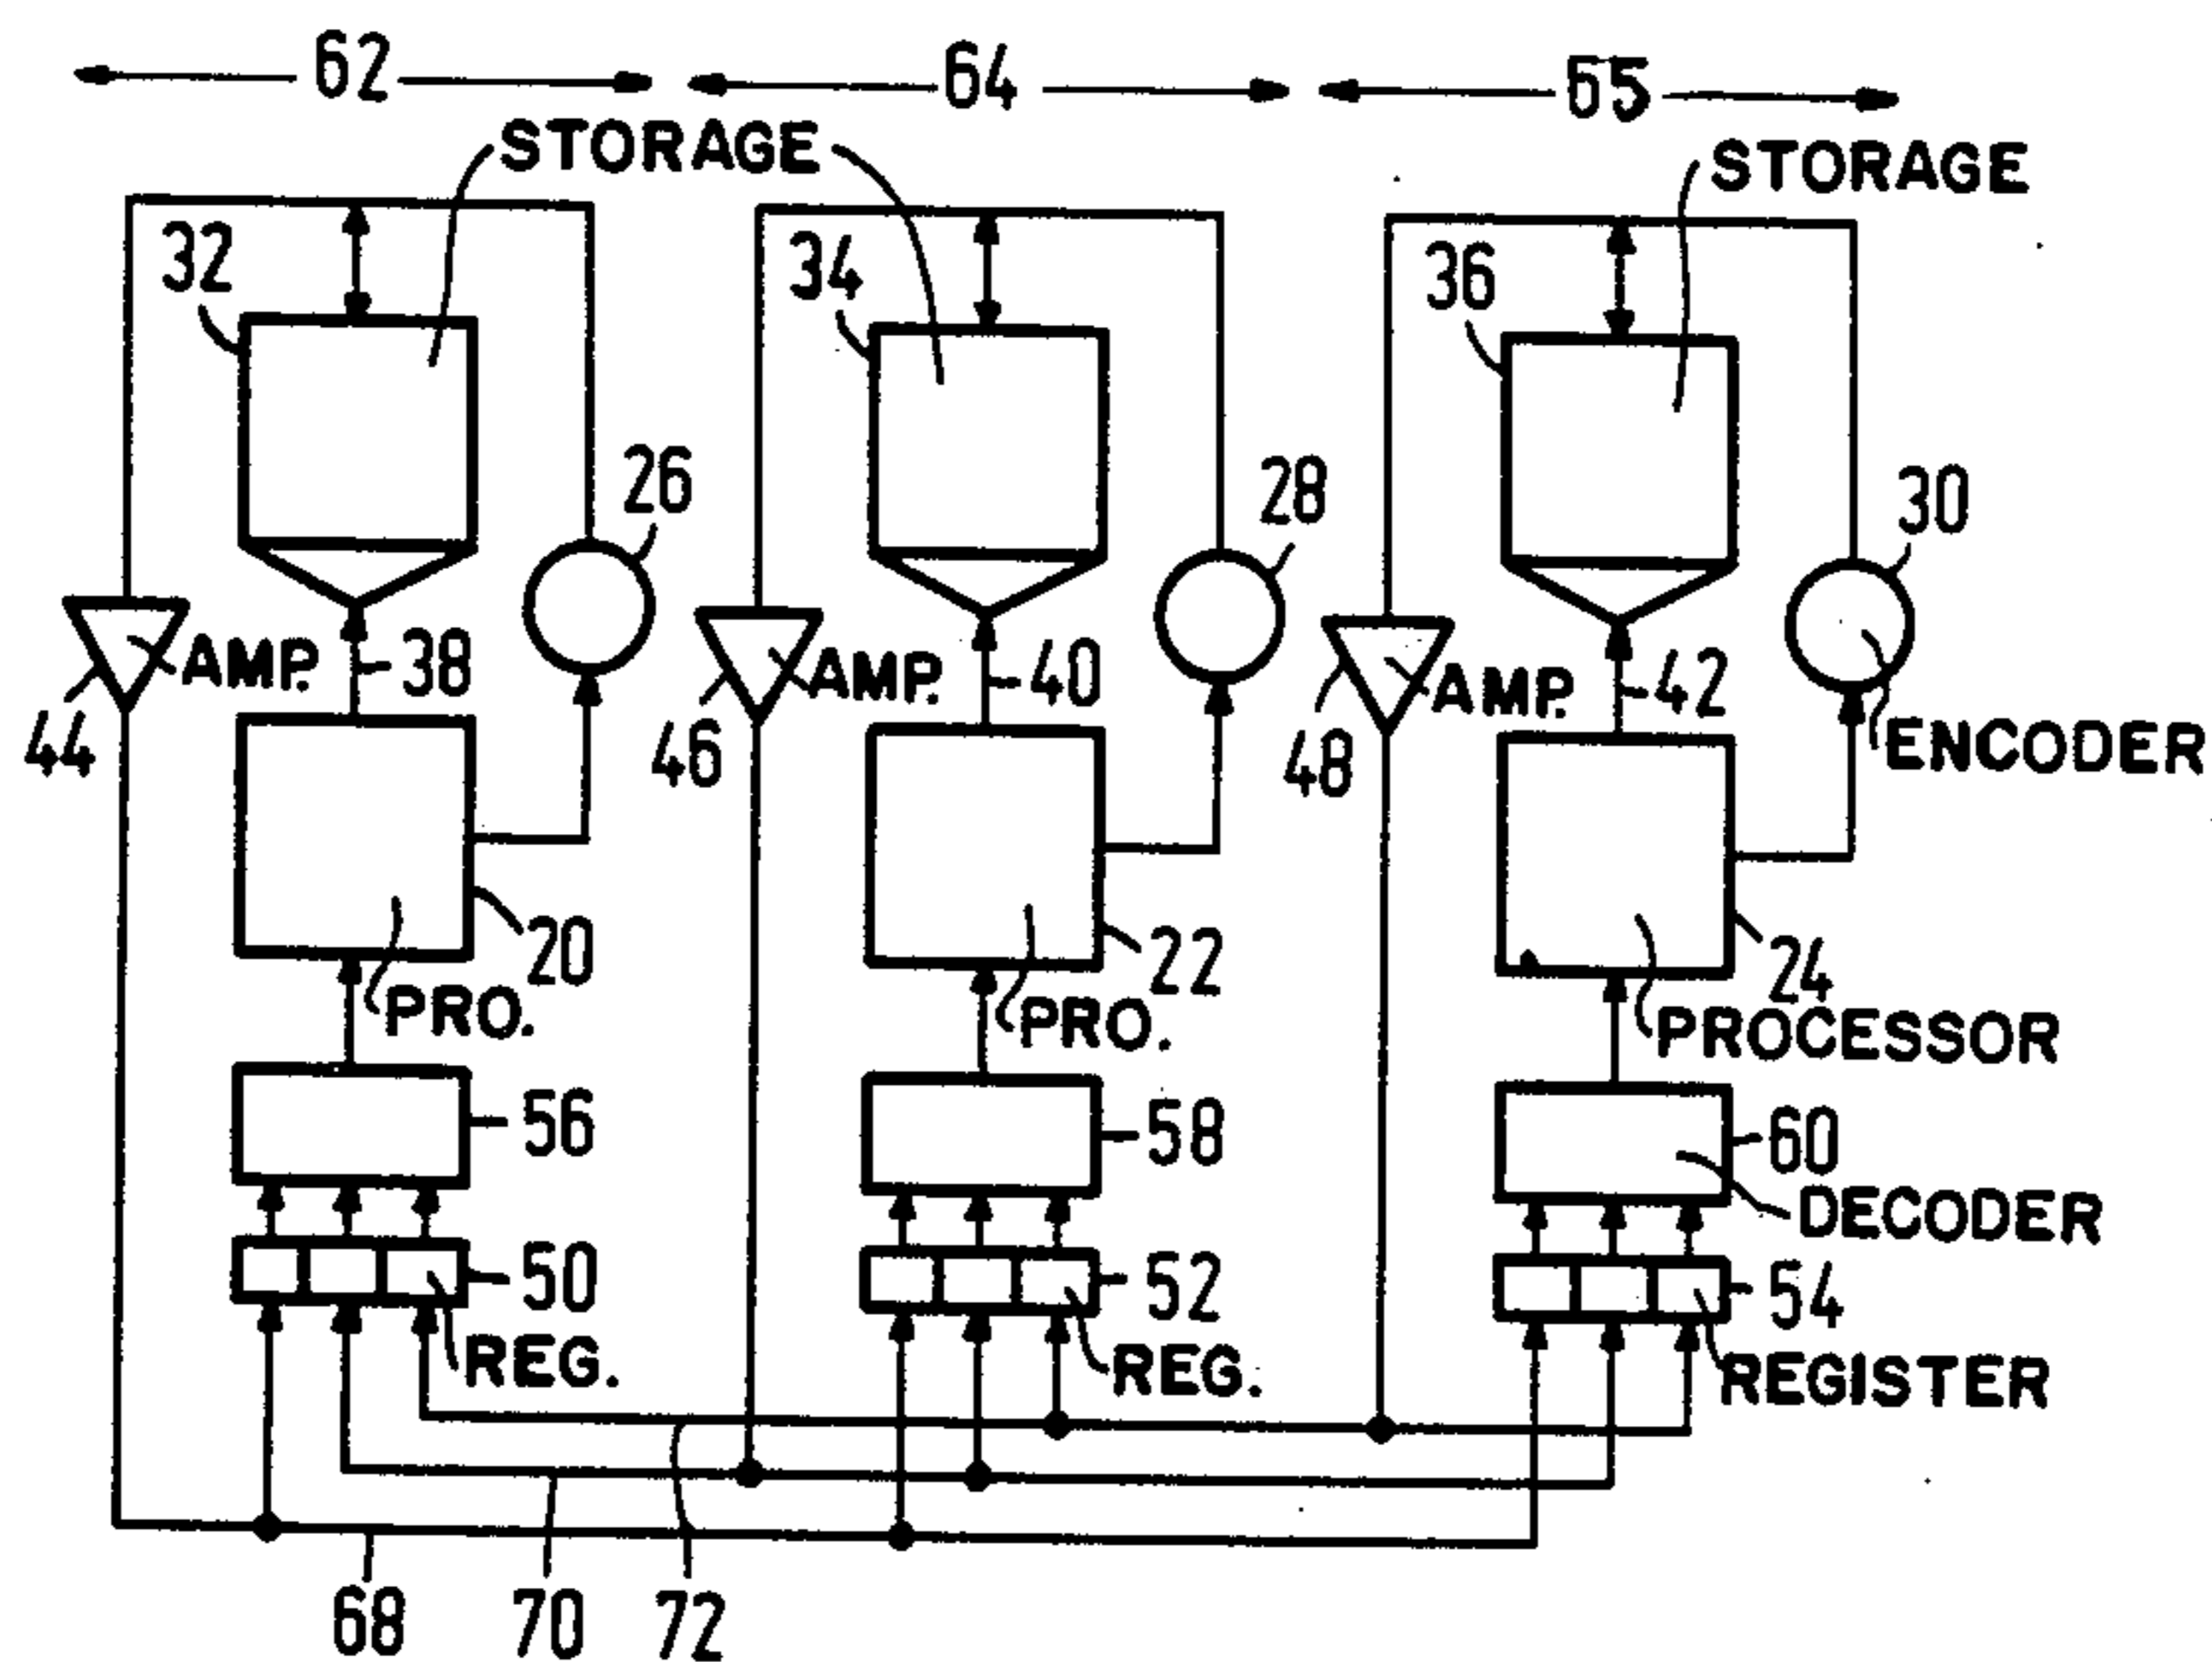 62 64 65
STORAGE STORAGE
32 34 36
26 28 30
AMP. 38 AMP. 40 AMP. 42
44 46 48 ENCODER
20 22 24
PRO. PRO. PROCESSOR
56 58 60
DECODER
50 52 54
REG. REG. REGISTER
68 70 72